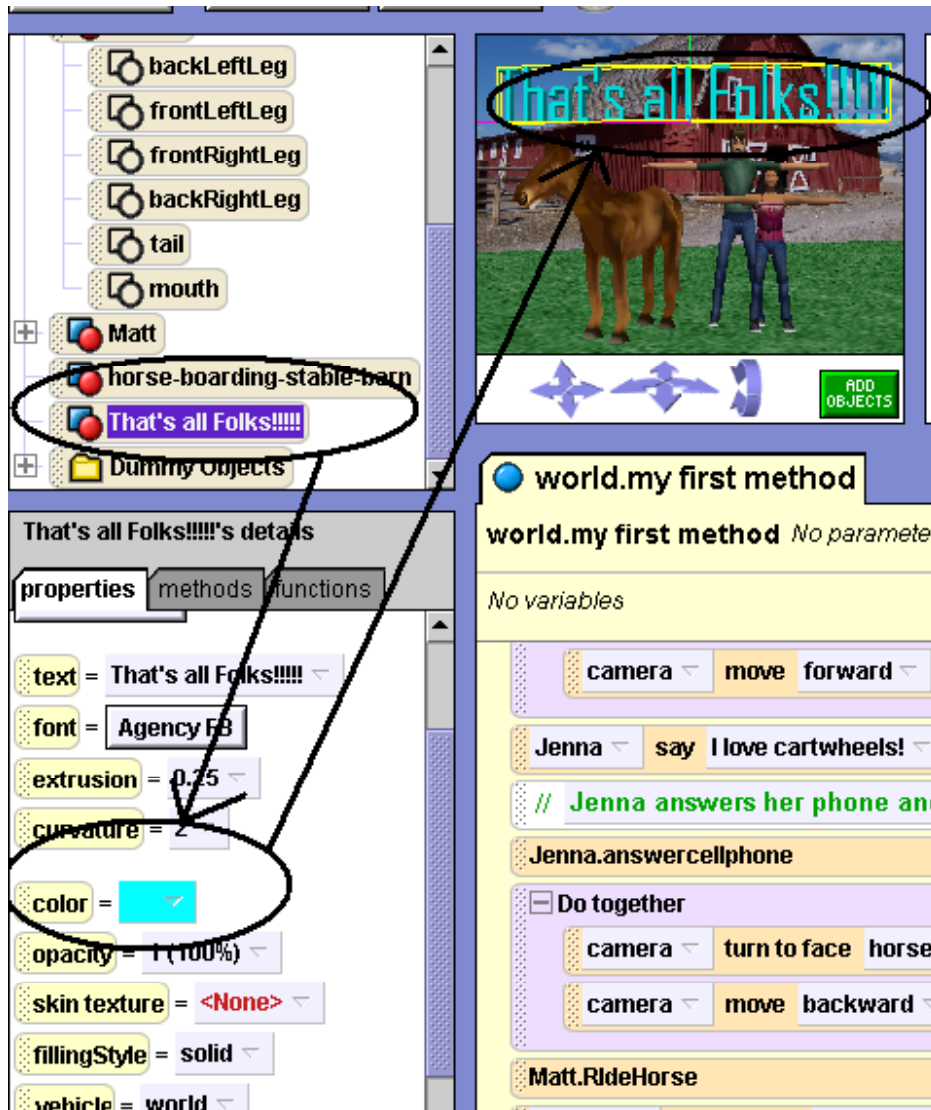 backLeftLeg
frontLeftLeg
frontRightLeg
backRightLeg
tail
mouth
Matt
horse-boarding-stable-barn
That's all Folks!!!!!
Dummy Objects
That's all Folks!!!!!
ADD
OBJECTS
That's all Folks!!!!!'s details
properties methods functions
text = That's all Folks!!!!!
font = Agency FB
extrusion = 0.25
curvature = 2
color =
opacity = 1 (100%)
skin texture = <None>
fillingStyle = solid
vehicle = world
world.my first method
world.my first method No paramete
No variables
camera move forward
Jenna say I love cartwheels!
// Jenna answers her phone and
Jenna.answercellphone
Do together
camera turn to face horse
camera move backward
Matt.RIdeHorse